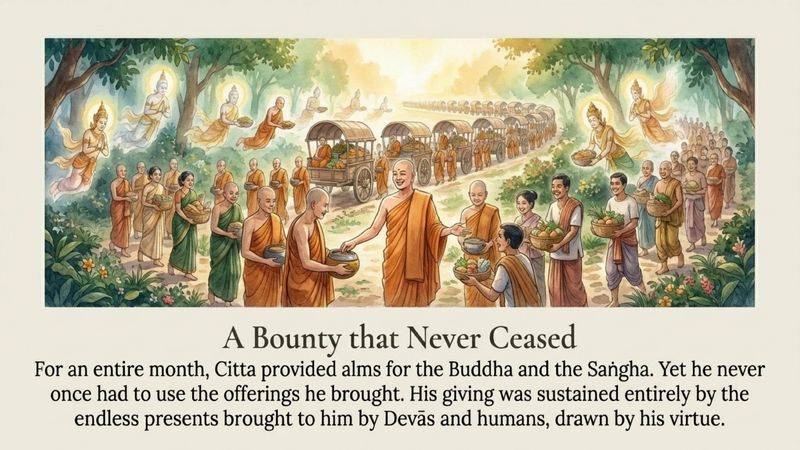 A Bounty that Never Ceased
For an entire month, Citta provided alms for the Buddha and the Saṅgha. Yet he never
once had to use the offerings he brought. His giving was sustained entirely by the
endless presents brought to him by Devās and humans, drawn by his virtue.